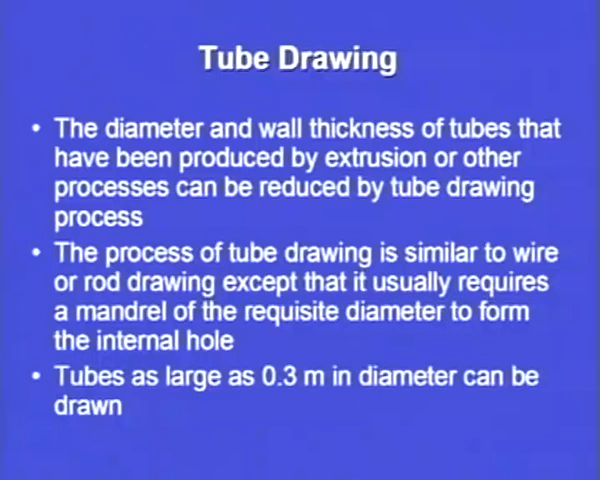 Tube Drawing
• The diameter and wall thickness of tubes that
have been produced by extrusion or other
processes can be reduced by tube drawing
process
• The process of tube drawing is similar to wire
or rod drawing except that it usually requires
a mandrel of the requisite diameter to form
the internal hole
• Tubes as large as 0.3 m in diameter can be
drawn